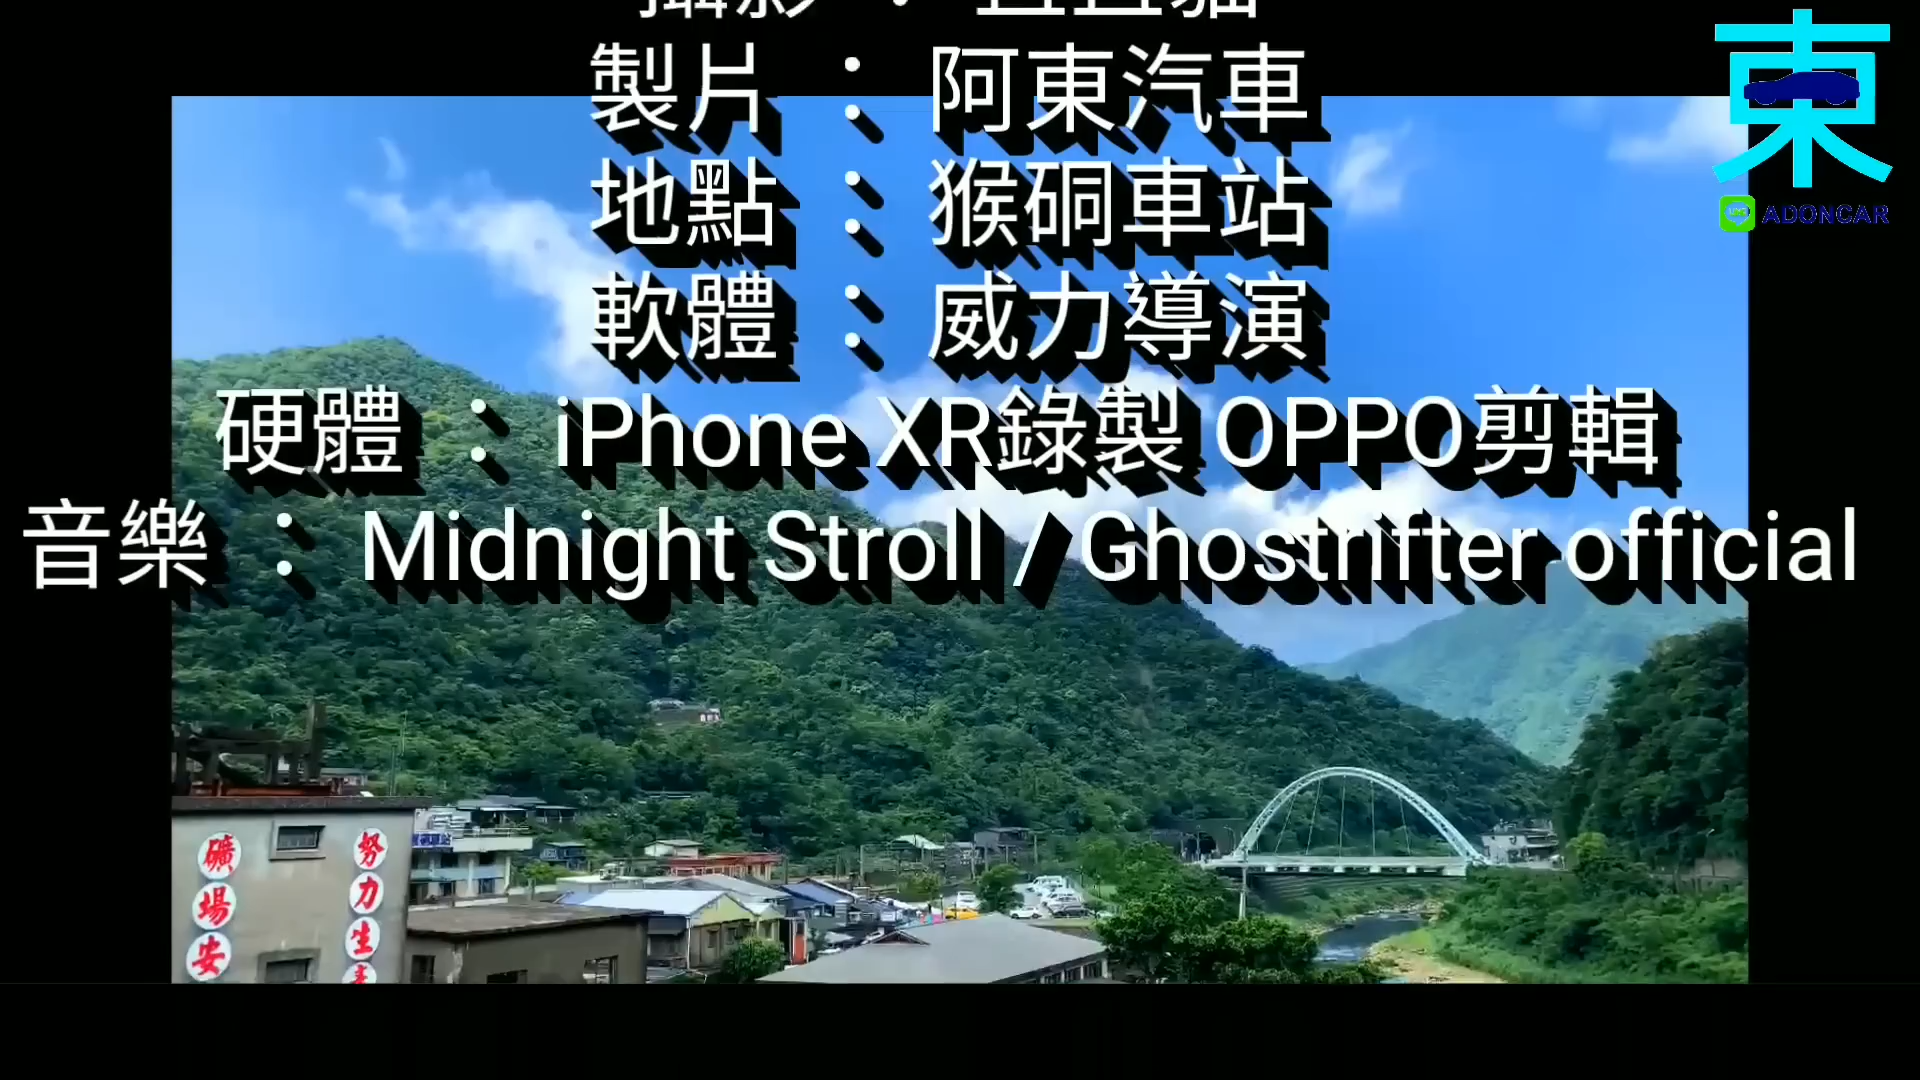 製片 : 阿東汽車
地點 : 猴硐車站
軟體 : 威力導演
硬體 : iPhone XR錄製 OPPO剪輯
音樂 : Midnight Stroll / Ghostrifter official
東
ADONCAR
礦場安
努力生